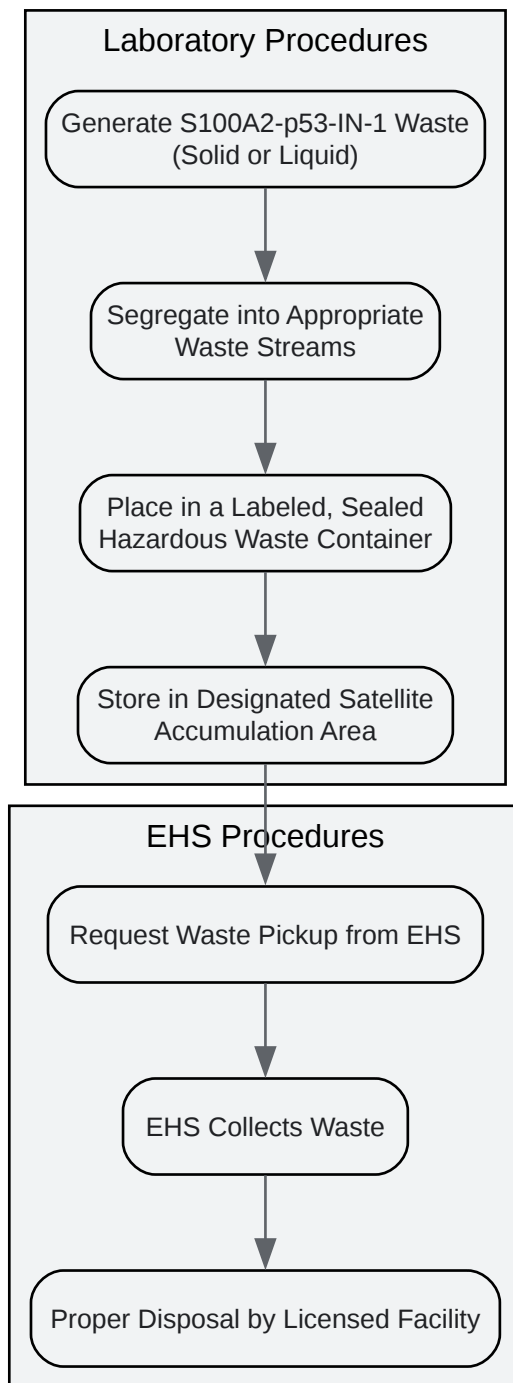 Laboratory Procedures
Generate S100A2-p53-IN-1 Waste
(Solid or Liquid)
Segregate into Appropriate
Waste Streams
Place in a Labeled, Sealed
Hazardous Waste Container
Store in Designated Satellite
Accumulation Area
EHS Procedures
Request Waste Pickup from EHS
EHS Collects Waste
Proper Disposal by Licensed Facility